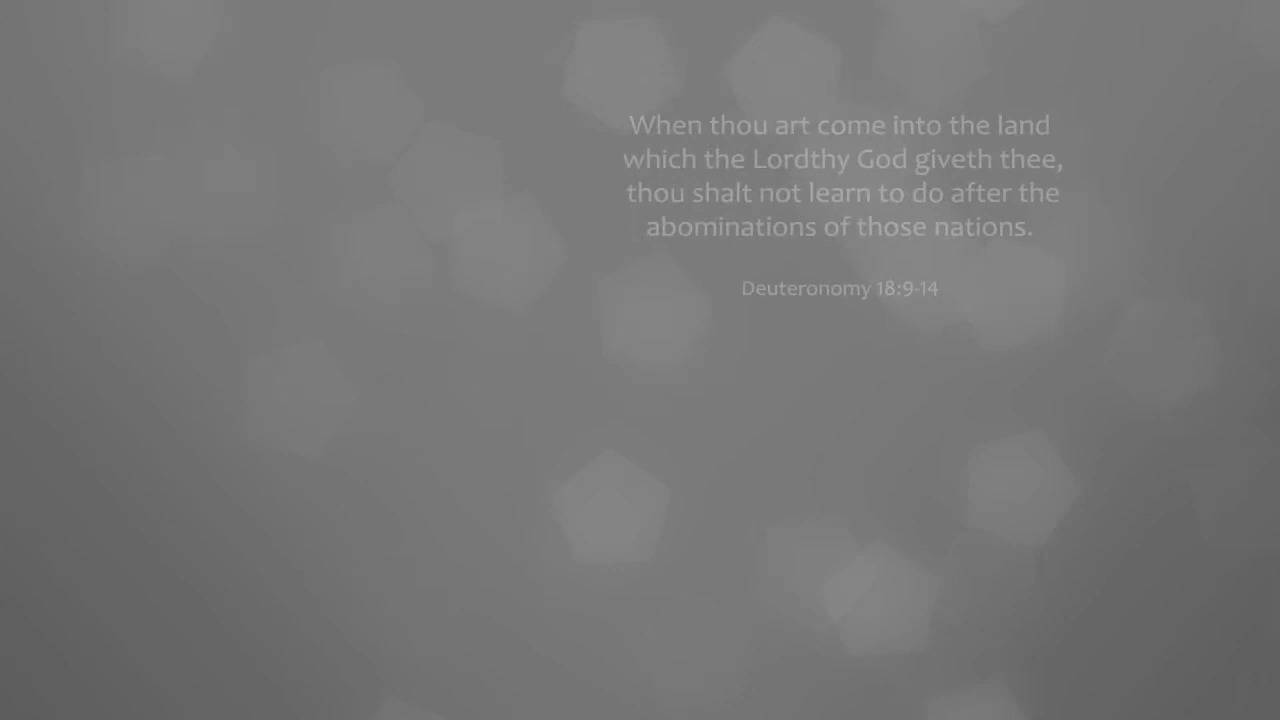 When thou art come into the land
which the Lordthy God giveth thee,
thou shalt not learn to do after the
abominations of those nations.
Deuteronomy 18:9-14